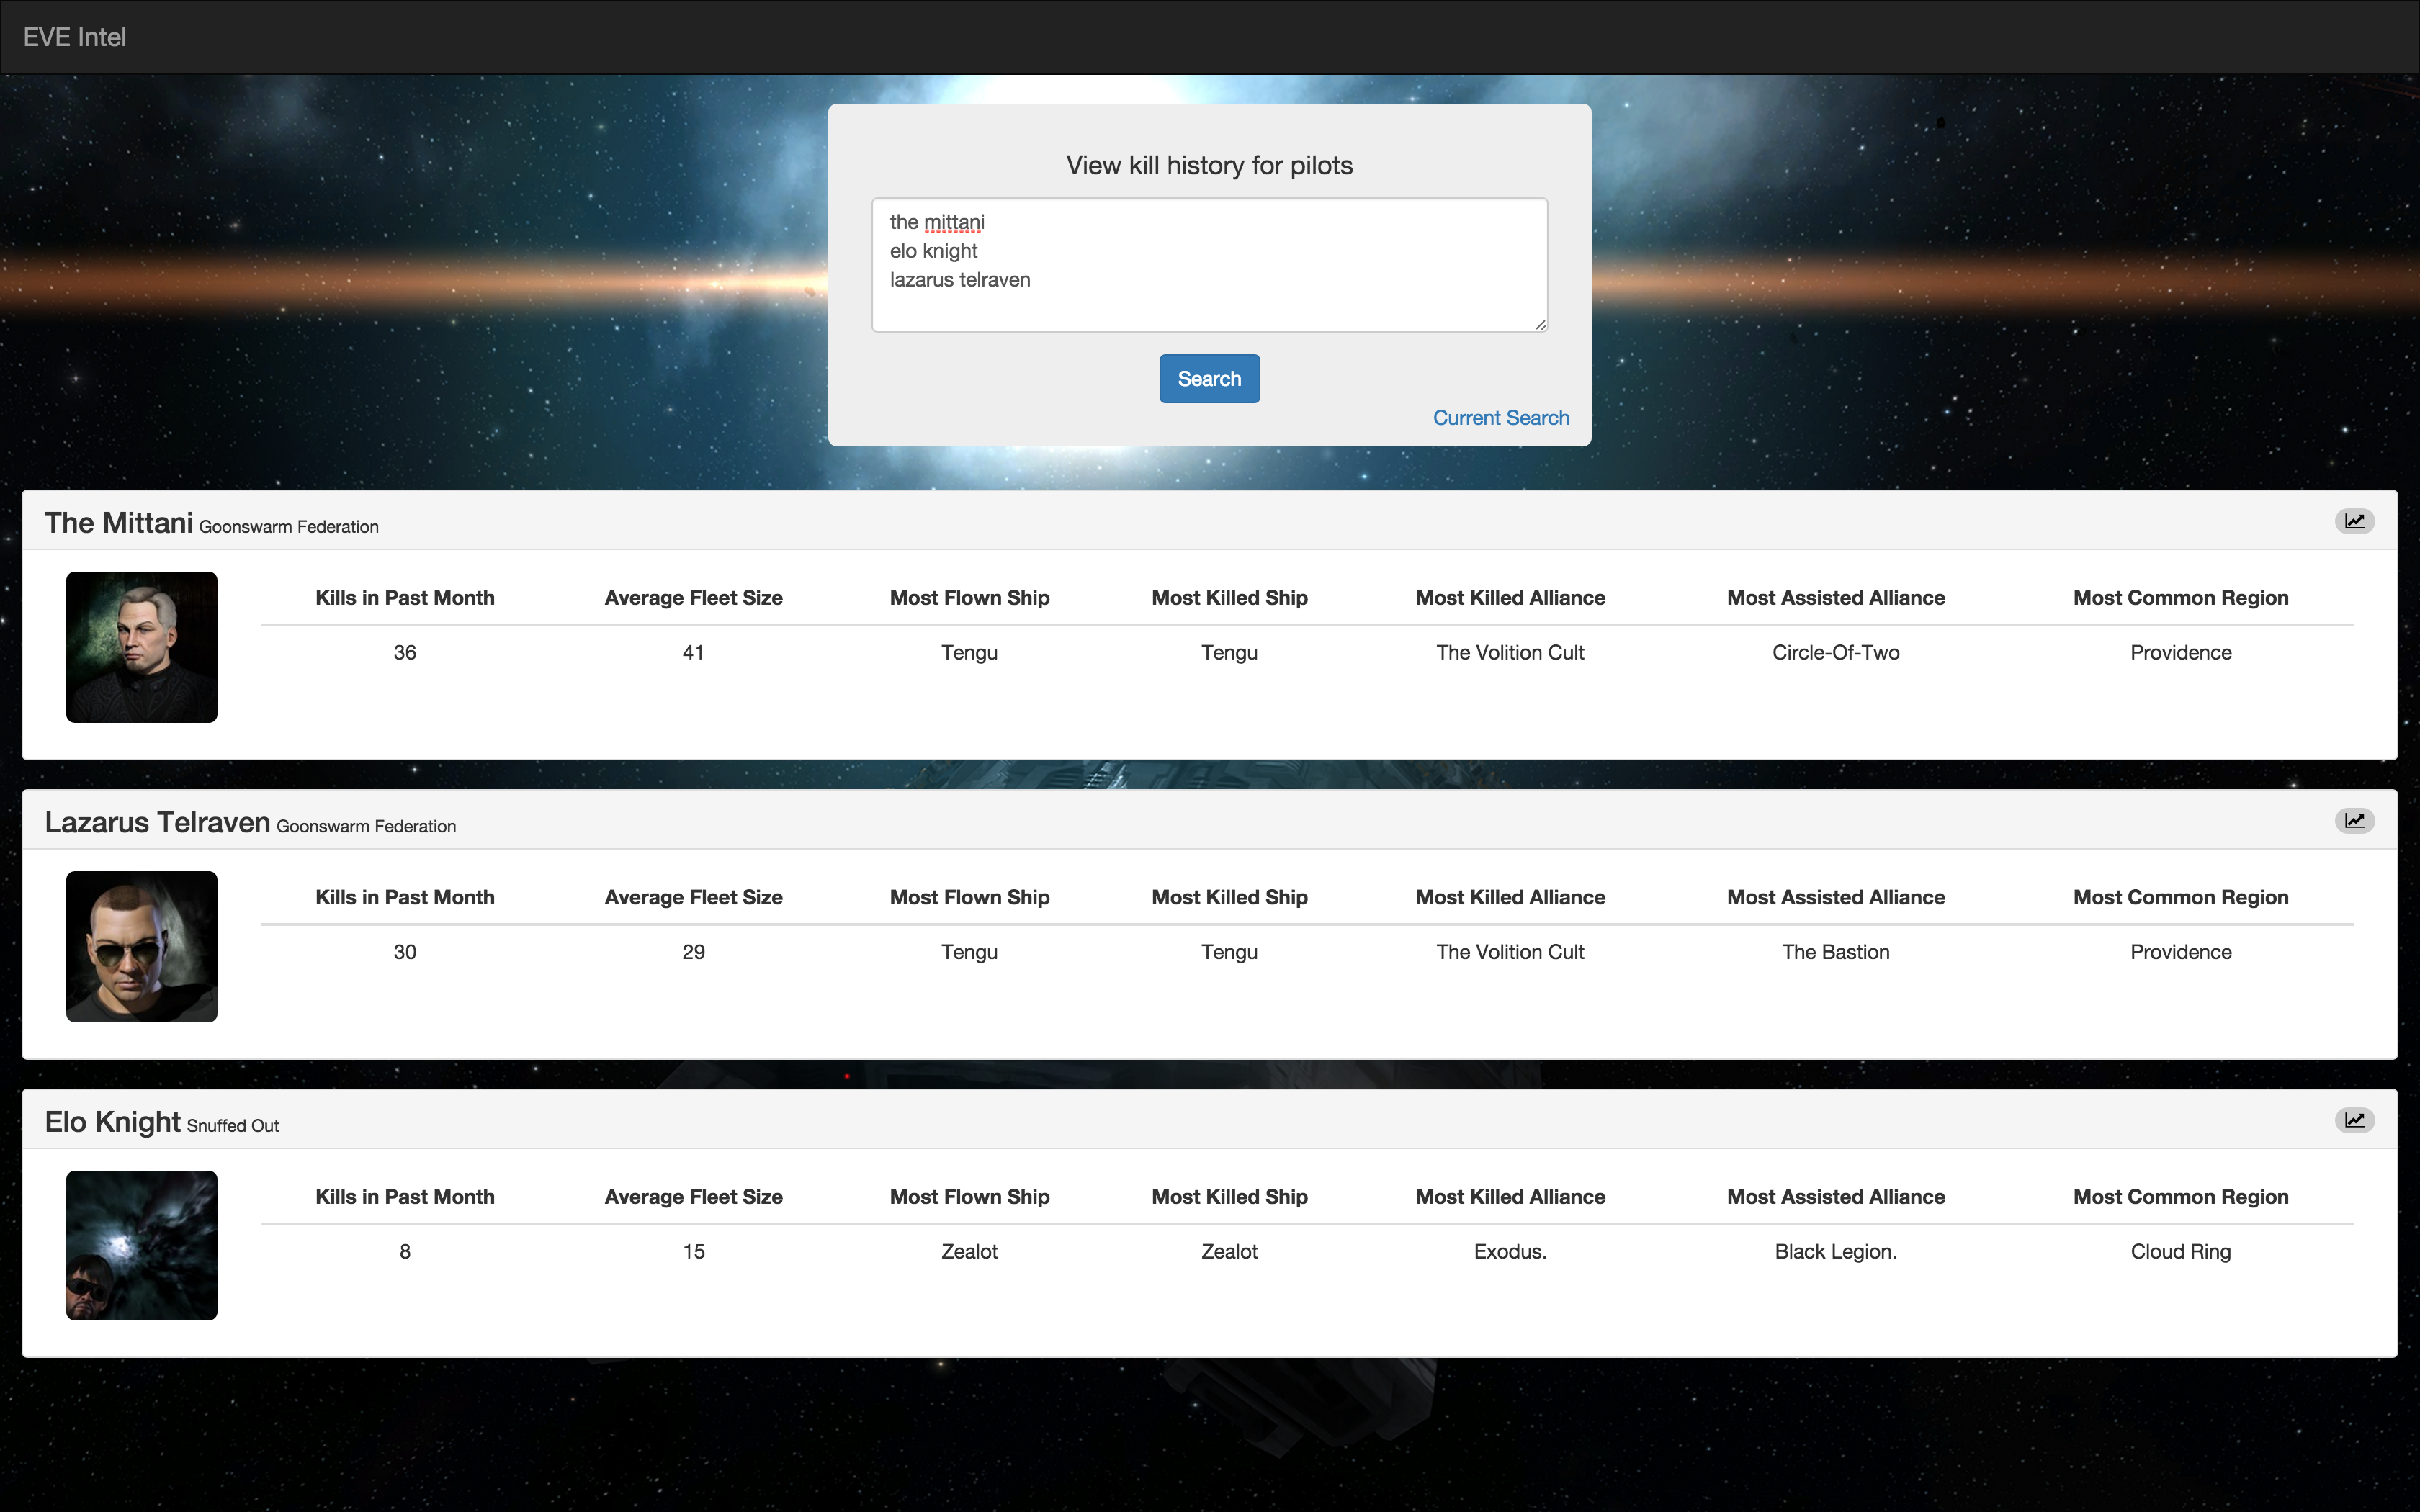 EVE Intel
View kill history for pilots
the mittani
elo knight
lazarus telraven
Search
Current Search
The Mittani Goonswarm Federation
Kills in Past Month Average Fleet Size Most Flown Ship Most Killed Ship Most Killed Alliance Most Assisted Alliance Most Common Region
36 41 Tengu Tengu The Volition Cult Circle-Of-Two Providence
Lazarus Telraven Goonswarm Federation
Kills in Past Month Average Fleet Size Most Flown Ship Most Killed Ship Most Killed Alliance Most Assisted Alliance Most Common Region
30 29 Tengu Tengu The Volition Cult The Bastion Providence
Elo Knight Snuffed Out
Kills in Past Month Average Fleet Size Most Flown Ship Most Killed Ship Most Killed Alliance Most Assisted Alliance Most Common Region
8 15 Zealot Zealot Exodus. Black Legion. Cloud Ring